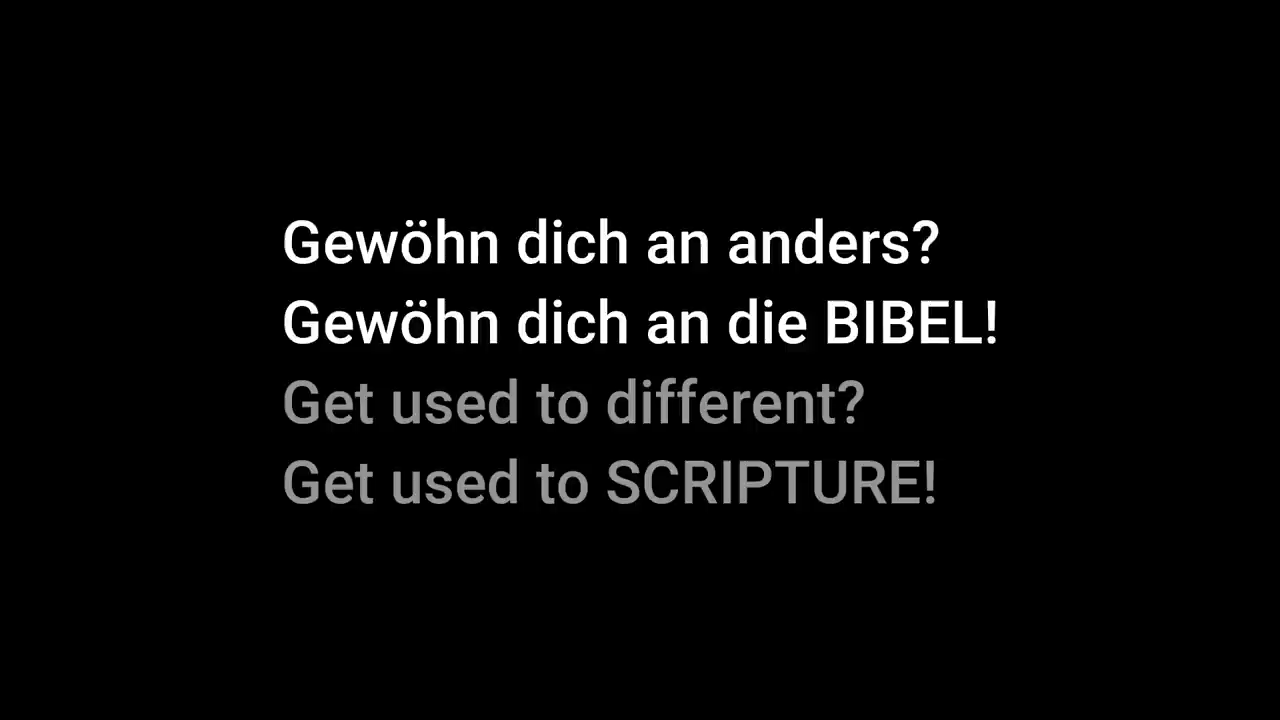 Gewöhn dich an anders?
Gewöhn dich an die BIBEL!
Get used to different?
Get used to SCRIPTURE!